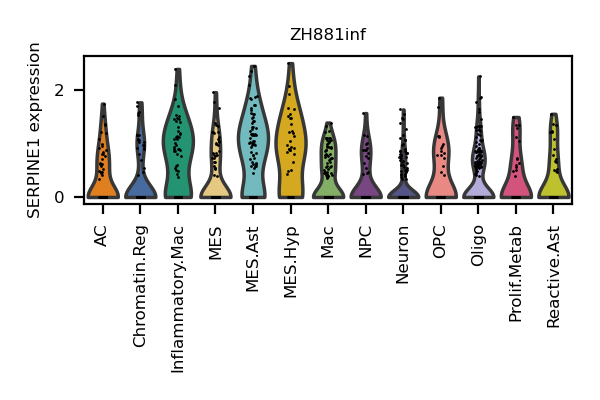 ZH881inf
SERPINE1 expression
2
0
AC
Chromatin.Reg
Inflammatory.Mac
MES
MES.Ast
MES.Hyp
Mac
NPC
Neuron
OPC
Oligo
Prolif.Metab
Reactive.Ast